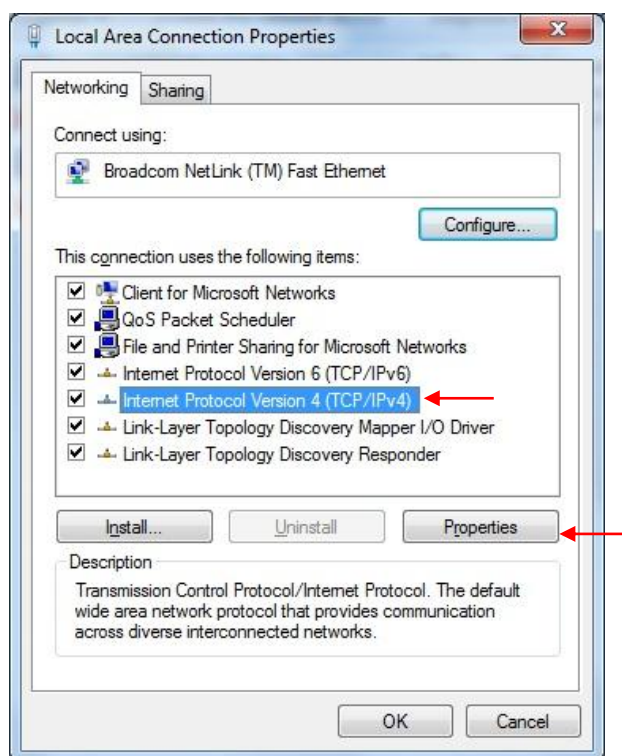 Local Area Connection Properties
Networking
Sharing
Connect using:
Broadcom NetLink (TM) Fast Ethernet
Configure...
This connection uses the following items:
Client for Microsoft Networks
QoS Packet Scheduler
File and Printer Sharing for Microsoft Networks
Internet Protocol Version 6 (TCP/IPv6)
Internet Protocol Version 4 (TCP/IPv4)
Link-Layer Topology Discovery Mapper I/O Driver
Link-Layer Topology Discovery Responder
Install...
Uninstall
Properties
Description
Transmission Control Protocol/Internet Protocol. The default
wide area network protocol that provides communication
across diverse interconnected networks.
OK
Cancel